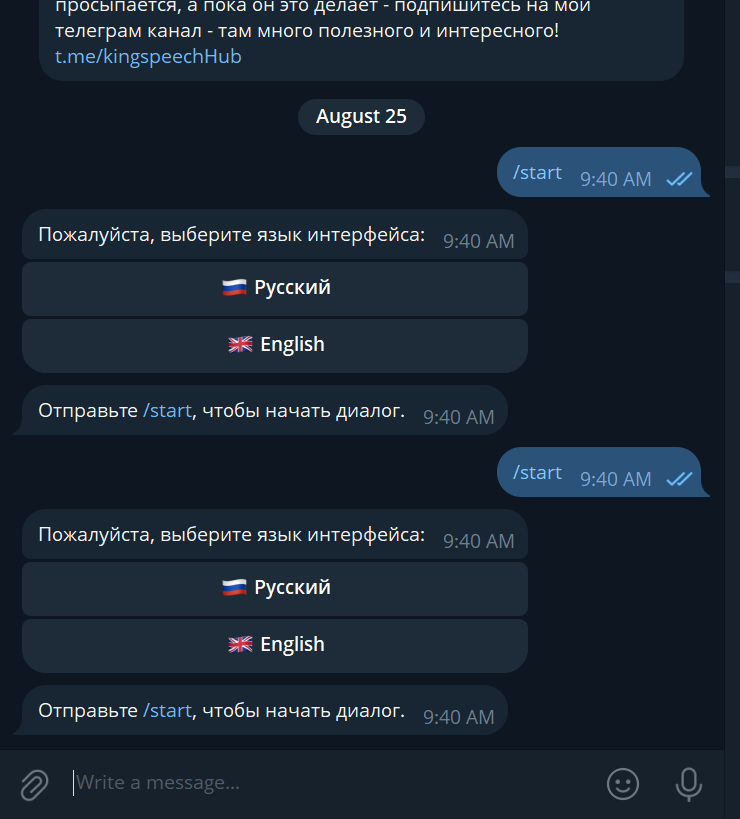 просыпается, а пока он это делает - подпишитесь на мой
телеграм канал - там много полезного и интересного!
t.me/kingspeechHub
August 25
/start 9:40 AM
Пожалуйста, выберите язык интерфейса: 9:40 AM
Русский
English
Отправьте /start, чтобы начать диалог. 9:40 AM
/start 9:40 AM
Пожалуйста, выберите язык интерфейса: 9:40 AM
Русский
English
Отправьте /start, чтобы начать диалог. 9:40 AM
Write a message...